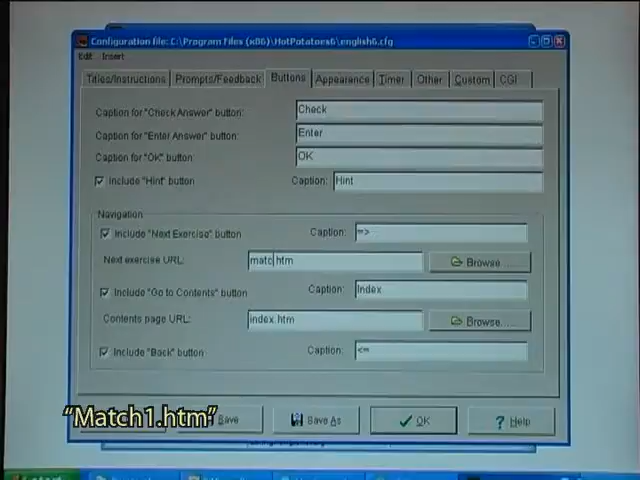 Configuration file: C:\Program Files (x86)\HotPotatoes6\english6.cfg
Edit Insert
Titles/Instructions Prompts/Feedback Buttons Appearance Timer Other Custom CGI
Caption for "Check Answer" button: Check
Caption for "Enter Answer" button: Enter
Caption for "OK" button: OK
Include "Hint" button Caption: Hint
Navigation
Include "Next Exercise" button Caption: =>
Next exercise URL: matc.htm Browse......
Include "Go to Contents" button Caption: Index
Contents page URL: index.htm Browse......
Include "Back" button Caption: <=
"Match1.htm" Save Save As OK Help